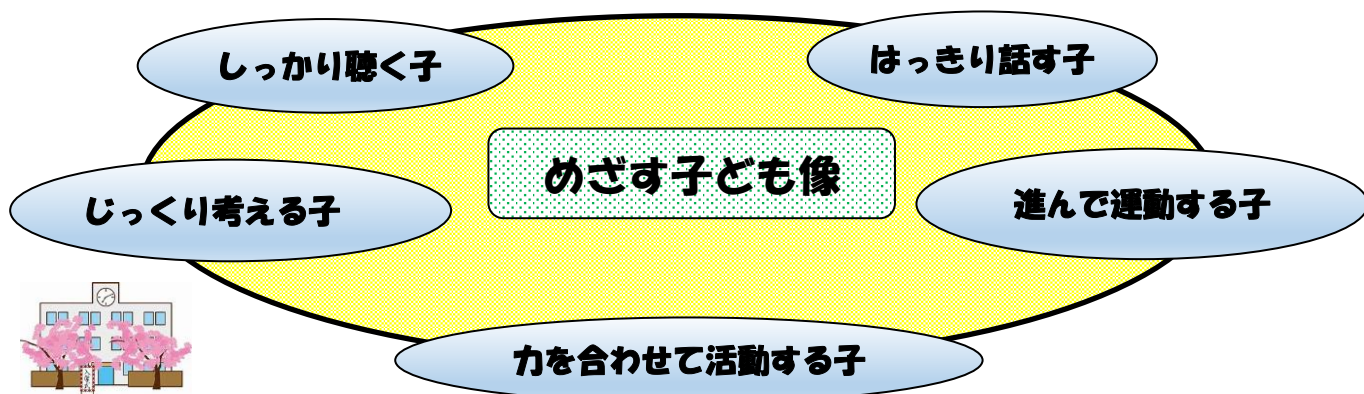 しっかり聴く子
はっきり話す子
めざす子ども像
じっくり考える子
進んで運動する子
力を合わせて活動する子